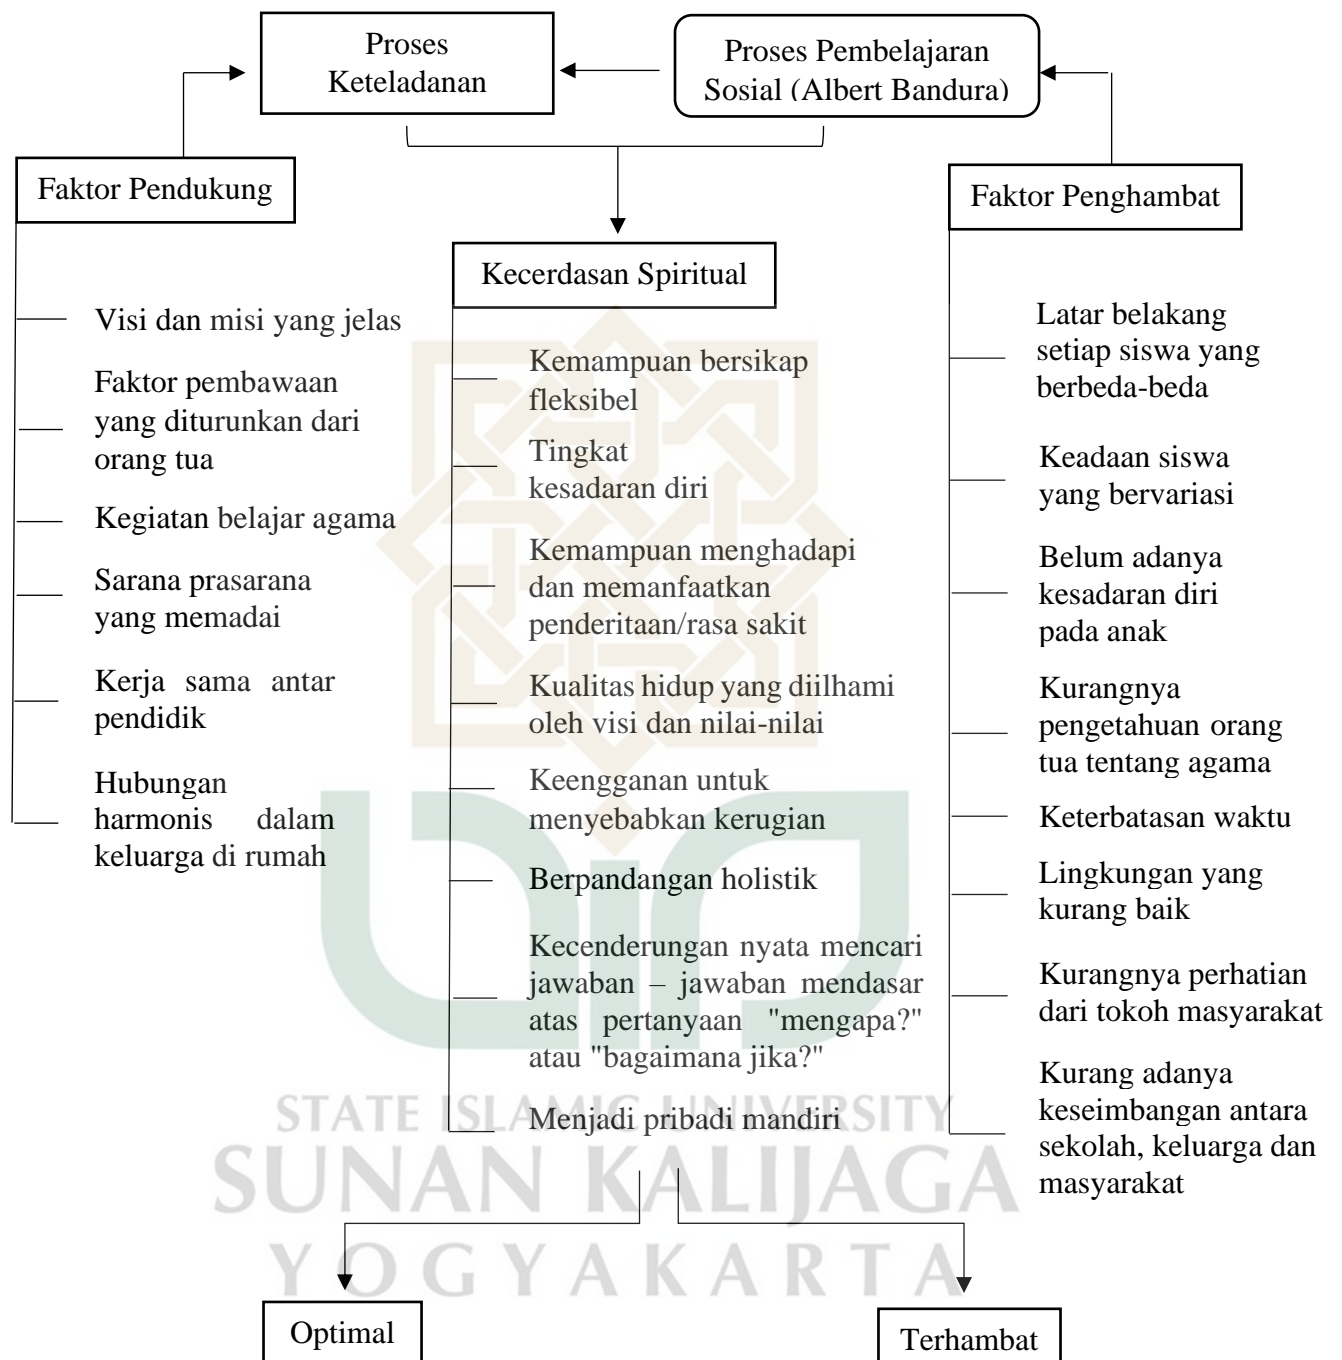 Proses
Keteladanan
Proses Pembelajaran
Sosial (Albert Bandura)
Faktor Pendukung
Visi dan misi yang jelas
Faktor pembawaan
yang diturunkan dari
orang tua
Kegiatan belajar agama
Sarana prasarana
yang memadai
Kerja sama antar
pendidik
Hubungan
harmonis dalam
keluarga di rumah
Kecerdasan Spiritual
Kemampuan bersikap
fleksibel
Tingkat
kesadaran diri
Kemampuan menghadapi
dan memanfaatkan
penderitaan/rasa sakit
Kualitas hidup yang diilhami
oleh visi dan nilai-nilai
Keengganan untuk
menyebabkan kerugian
Berpandangan holistik
Kecenderungan nyata mencari
jawaban – jawaban mendasar
atas pertanyaan "mengapa?"
atau "bagaimana jika?"
Menjadi pribadi mandiri
Faktor Penghambat
Latar belakang
setiap siswa yang
berbeda-beda
Keadaan siswa
yang bervariasi
Belum adanya
kesadaran diri
pada anak
Kurangnya
pengetahuan orang
tua tentang agama
Keterbatasan waktu
Lingkungan yang
kurang baik
Kurangnya perhatian
dari tokoh masyarakat
Kurang adanya
keseimbangan antara
sekolah, keluarga dan
masyarakat
STATE ISLAMIC UNIVERSITY
SUNAN KALIJAGA
YOGYAKARTA
Optimal
Terhambat